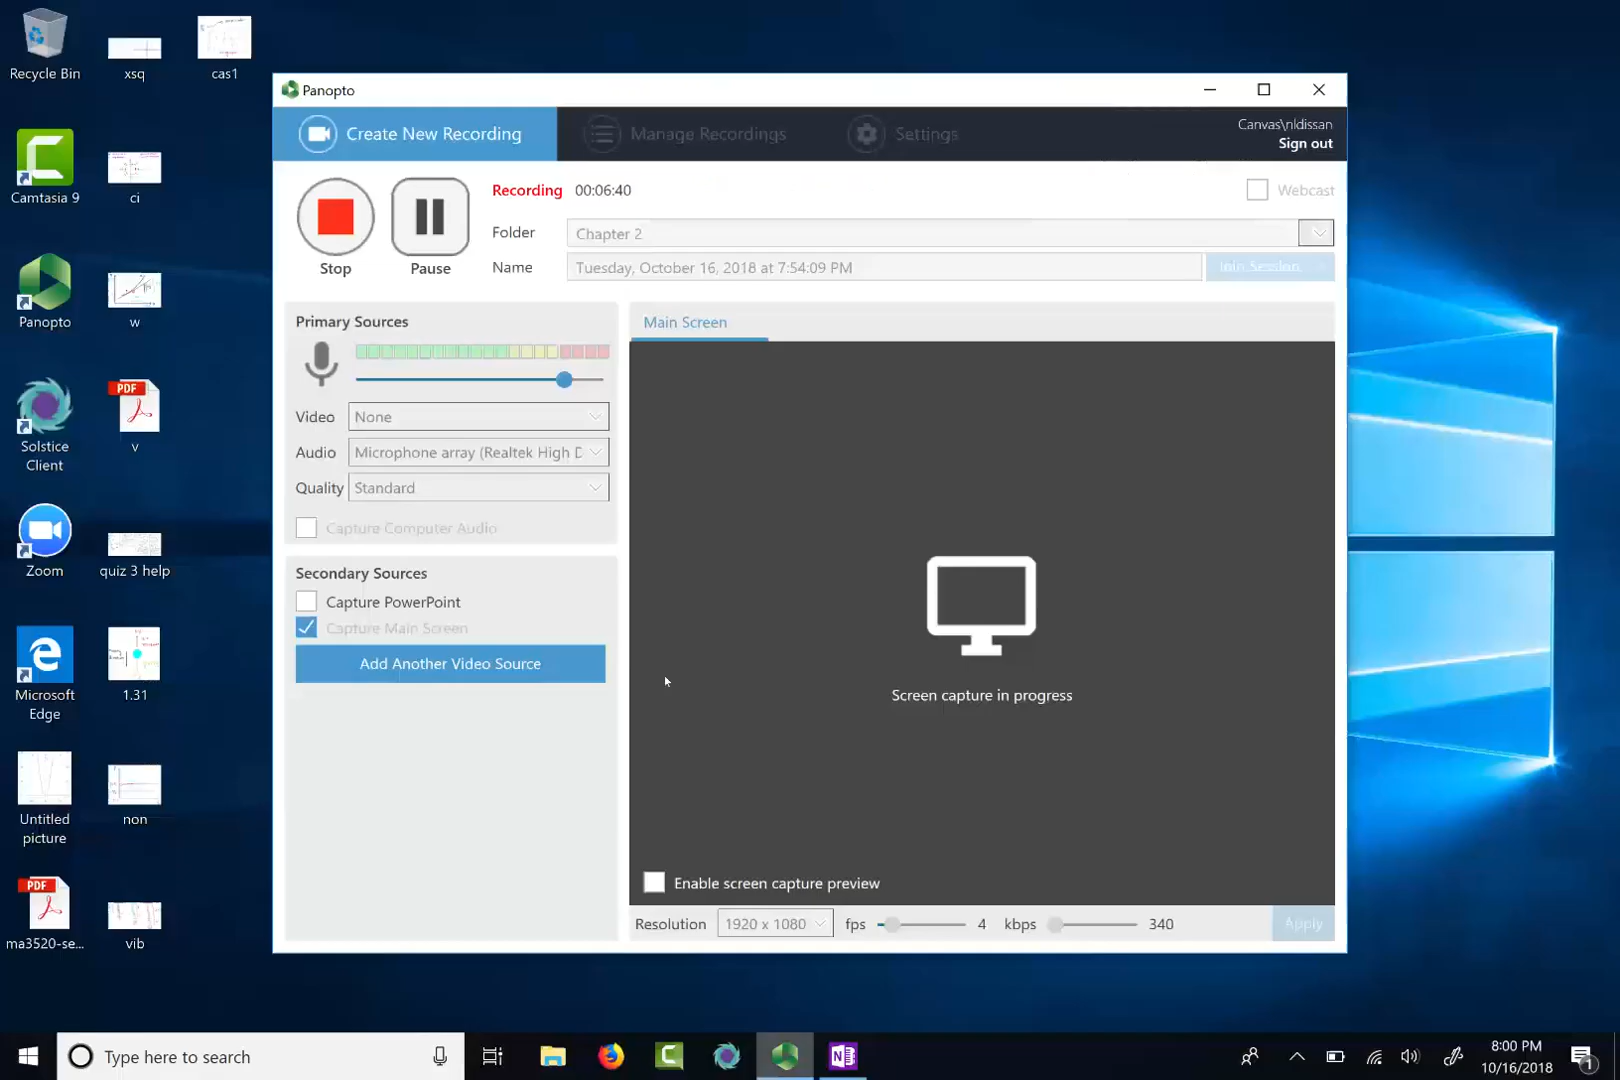 Recycle Bin
xsq
cas1
Camtasia 9
ci
Panopto
w
Solstice
Client
v
Zoom
quiz 3 help
Microsoft
Edge
1.31
Untitled
picture
non
ma3520-se...
vib
Panopto
Create New Recording
Manage Recordings
Settings
Canvas\nldissan
Sign out
Recording 00:06:40
Webcast
Folder
Chapter 2
Name
Tuesday, October 16, 2018 at 7:54:09 PM
Join Session
Stop
Pause
Primary Sources
Video
None
Audio
Microphone array (Realtek High D
Quality
Standard
Capture Computer Audio
Secondary Sources
Capture PowerPoint
Capture Main Screen
Add Another Video Source
Main Screen
Screen capture in progress
Enable screen capture preview
Resolution 1920 x 1080 fps 4 kbps 340 Apply
PDF
PDF
Type here to search
8:00 PM
10/16/2018
1